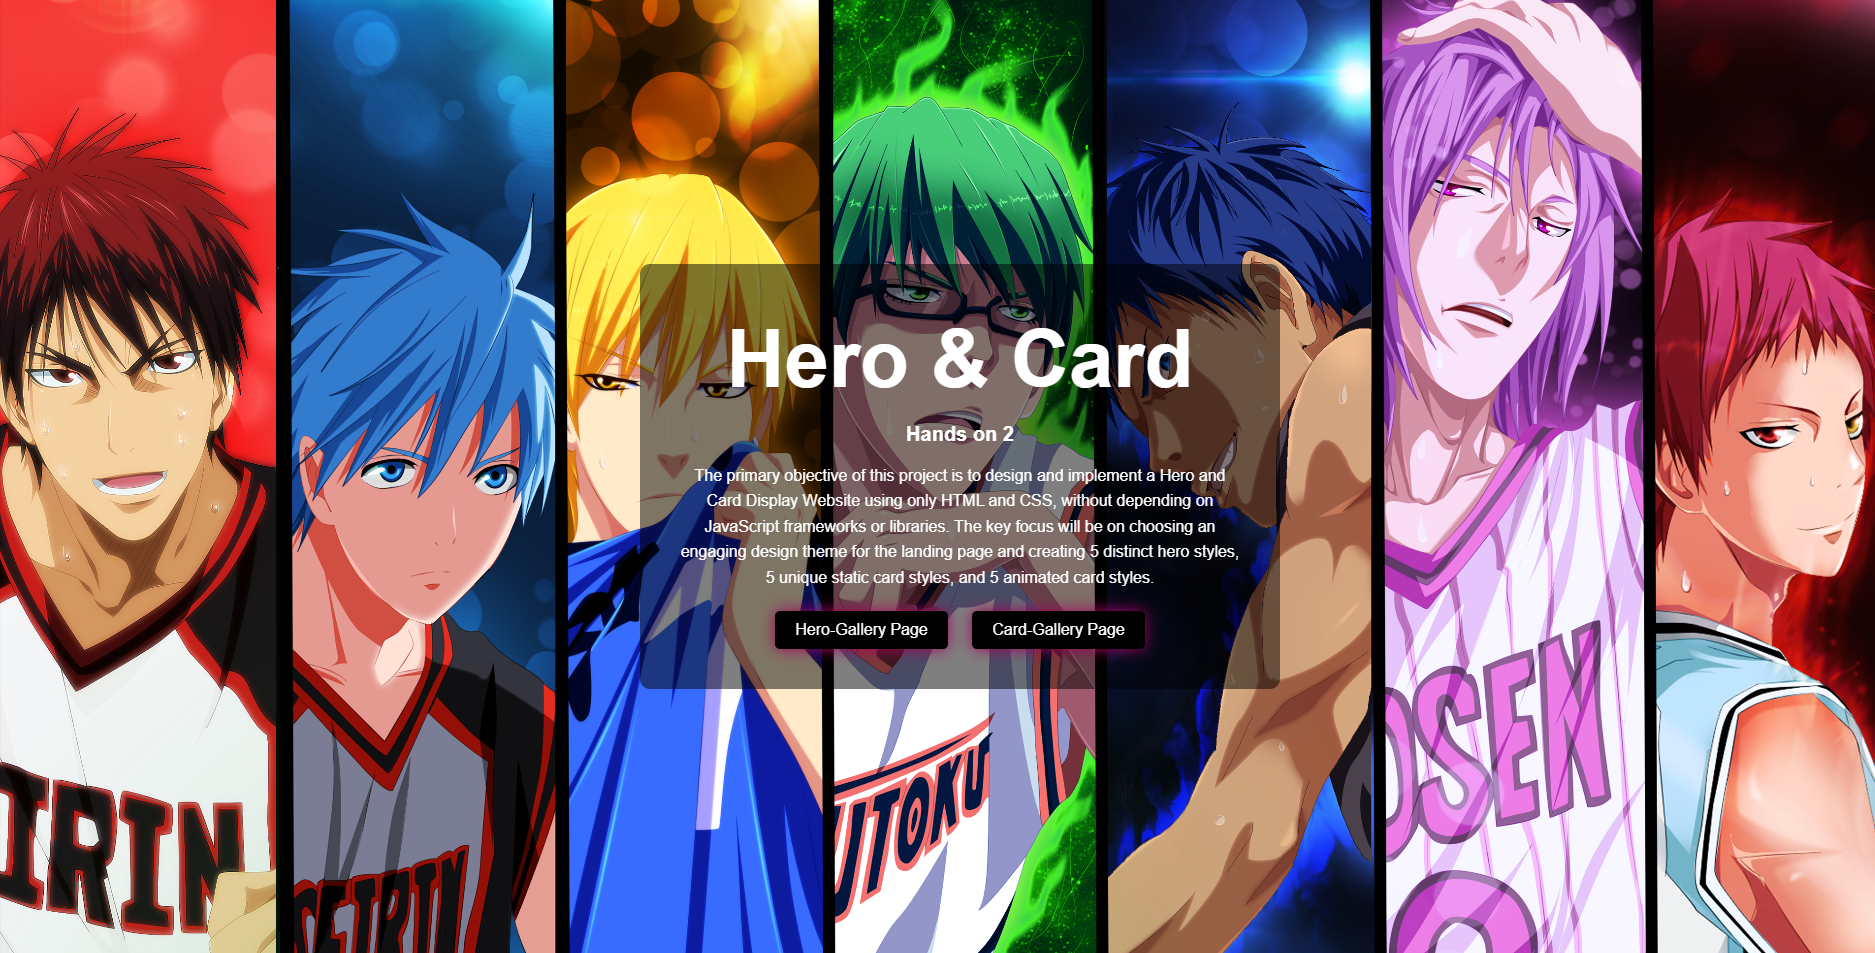 Hero & Card
Hands on 2
The primary objective of this project is to design and implement a Hero and
Card Display Website using only HTML and CSS, without depending on
JavaScript frameworks or libraries. The key focus will be on choosing an
engaging design theme for the landing page and creating 5 distinct hero styles,
5 unique static card styles, and 5 animated card styles.
Hero-Gallery Page
Card-Gallery Page
UTOKU
OSEN
IRIN
SEIRIN